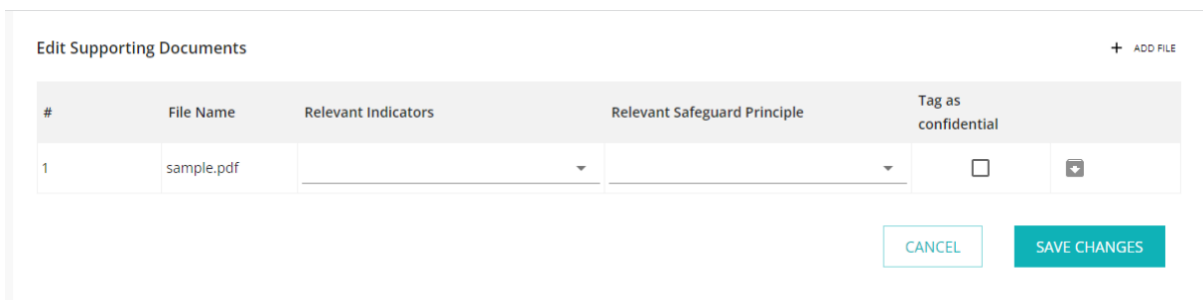 Edit Supporting Documents
+ ADD FILE
# File Name Relevant Indicators Relevant Safeguard Principle Tag as
confidential
1 sample.pdf
CANCEL SAVE CHANGES